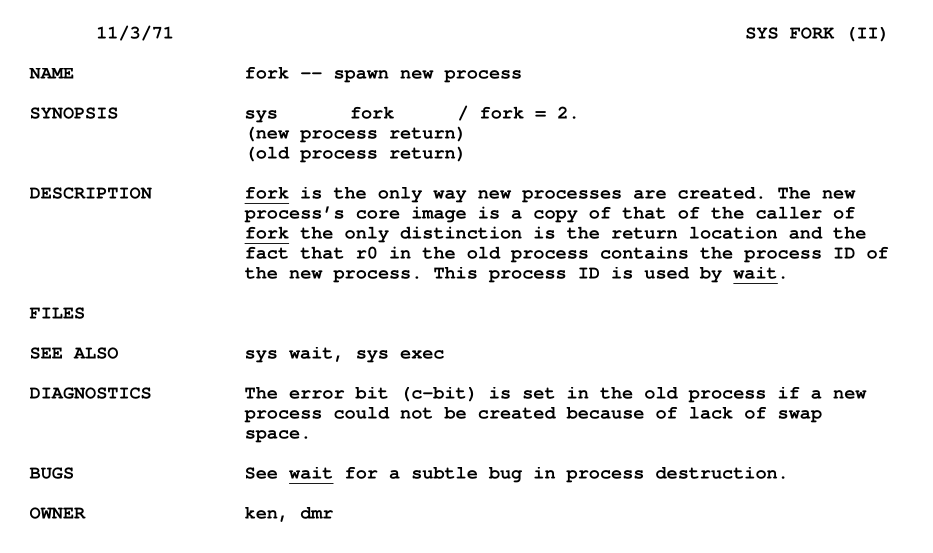 11/3/71 SYS FORK (II)
NAME fork -- spawn new process
SYNOPSIS sys fork / fork = 2.
(new process return)
(old process return)
DESCRIPTION fork is the only way new processes are created. The new
process's core image is a copy of that of the caller of
fork the only distinction is the return location and the
fact that r0 in the old process contains the process ID of
the new process. This process ID is used by wait.
FILES
SEE ALSO sys wait, sys exec
DIAGNOSTICS The error bit (c-bit) is set in the old process if a new
process could not be created because of lack of swap
space.
BUGS See wait for a subtle bug in process destruction.
OWNER ken, dmr